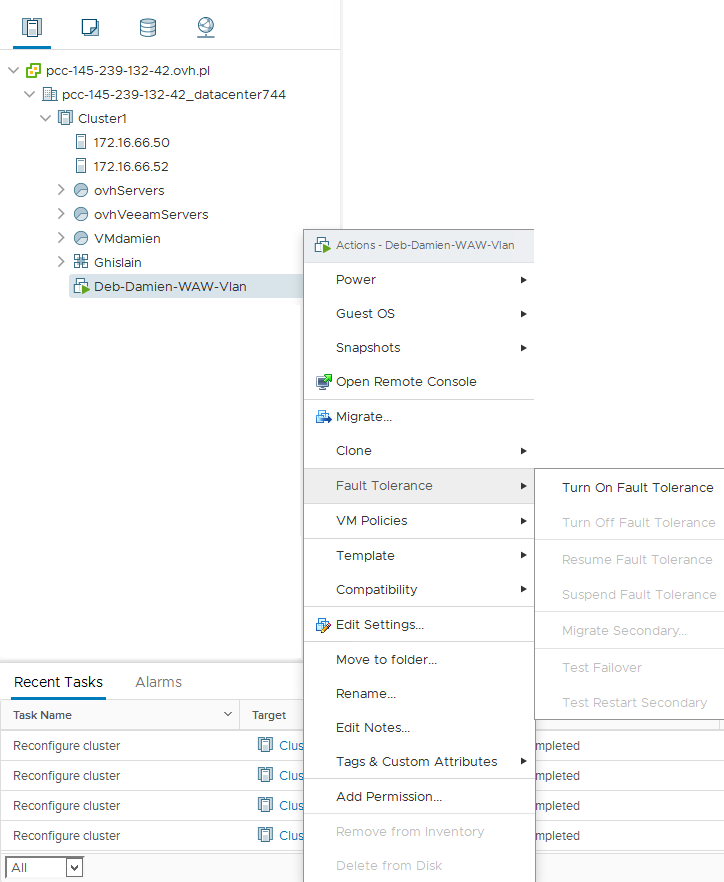 pcc-145-239-132-42.ovh.pl
pcc-145-239-132-42_datacenter744
Cluster1
172.16.66.50
172.16.66.52
ovhServers
ovhVeeamServers
VMdamien
Ghislain
Deb-Damien-WAW-Vlan
Actions - Deb-Damien-WAW-Vlan
Power
Guest OS
Snapshots
Open Remote Console
Migrate...
Clone
Fault Tolerance
VM Policies
Template
Compatibility
Edit Settings...
Move to folder...
Rename...
Edit Notes...
Tags & Custom Attributes
Add Permission...
Remove from Inventory
Delete from Disk
Turn On Fault Tolerance
Turn Off Fault Tolerance
Resume Fault Tolerance
Suspend Fault Tolerance
Migrate Secondary...
Test Failover
Test Restart Secondary
Recent Tasks Alarms
Task Name Target
Reconfigure cluster Clus mpleted
Reconfigure cluster Clus mpleted
Reconfigure cluster Clus mpleted
Reconfigure cluster Clus mpleted
All